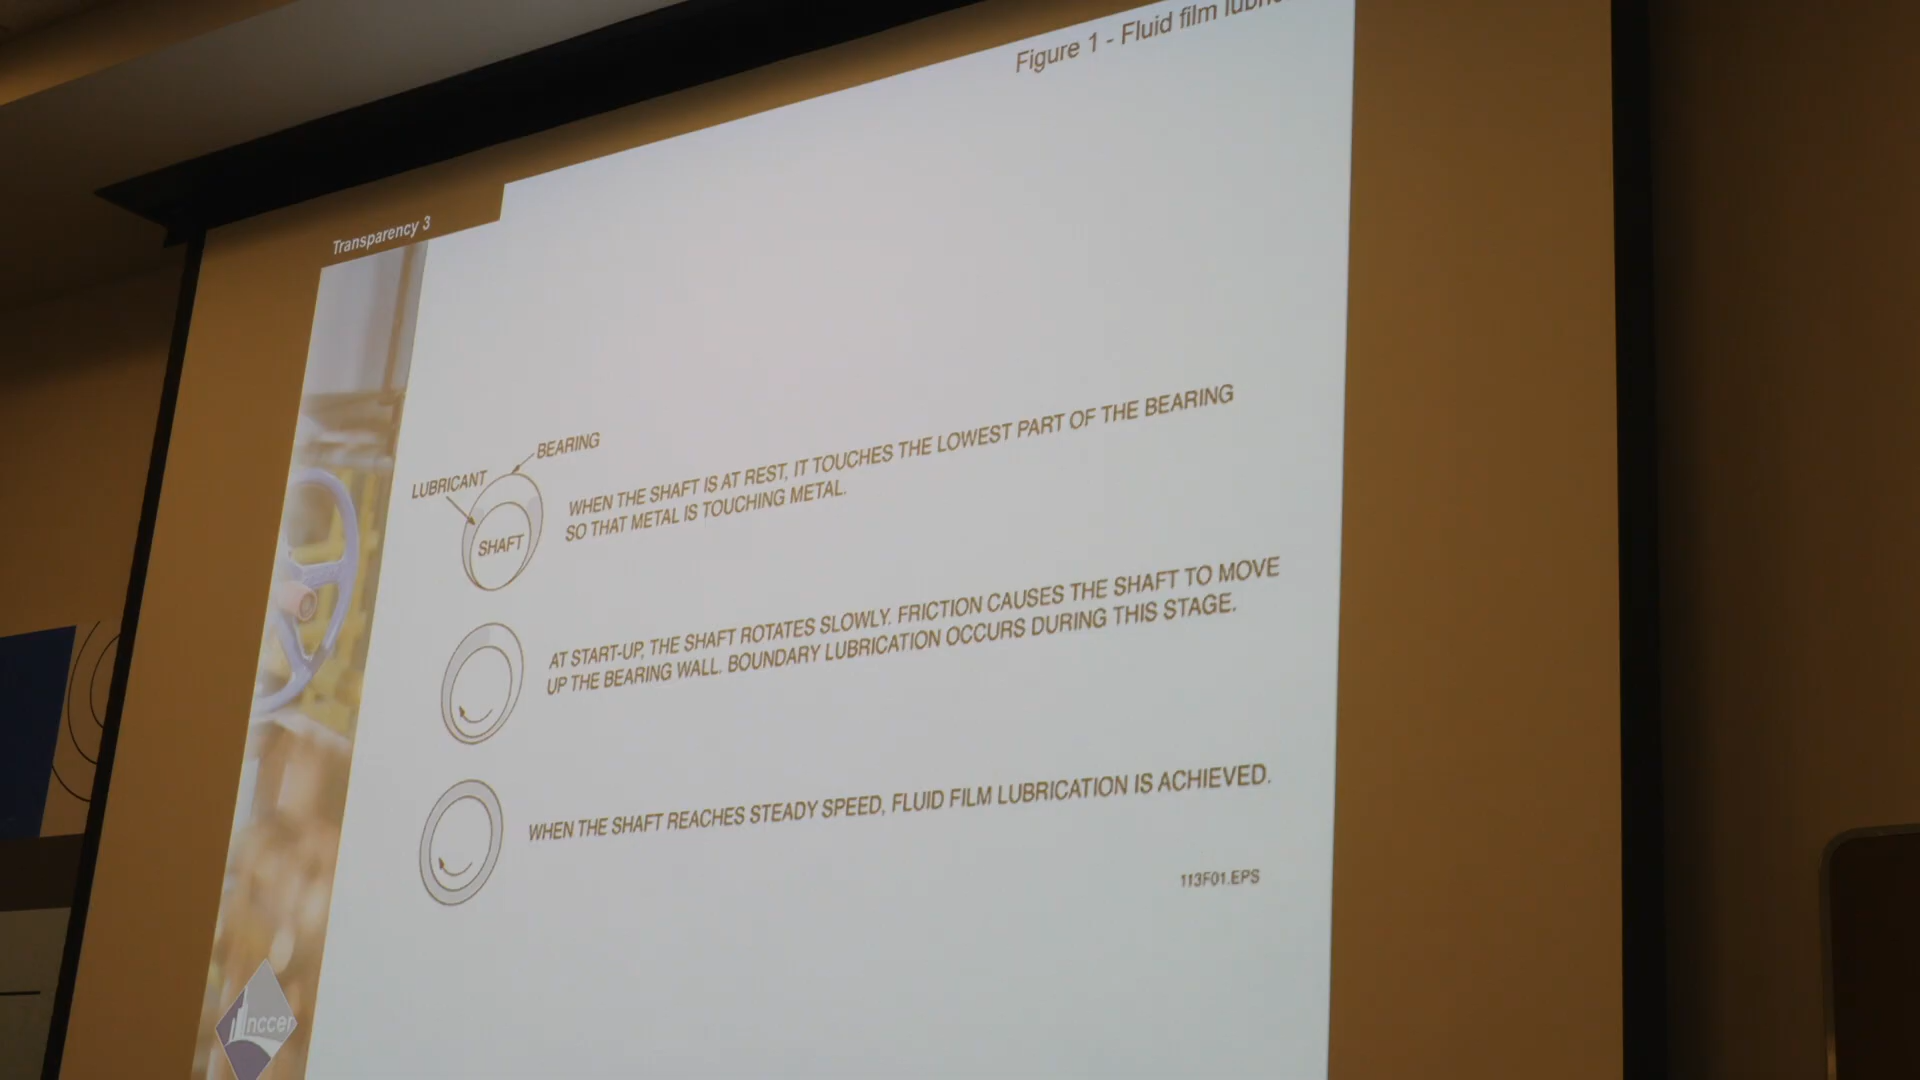 Figure 1 - Fluid film
Transparency 3
BEARING
LUBRICANT
SHAFT
WHEN THE SHAFT IS AT REST, IT TOUCHES THE LOWEST PART OF THE BEARING
SO THAT METAL IS TOUCHING METAL.
AT START-UP, THE SHAFT ROTATES SLOWLY. FRICTION CAUSES THE SHAFT TO MOVE
UP THE BEARING WALL. BOUNDARY LUBRICATION OCCURS DURING THIS STAGE.
WHEN THE SHAFT REACHES STEADY SPEED, FLUID FILM LUBRICATION IS ACHIEVED.
113F01.EPS
nccer